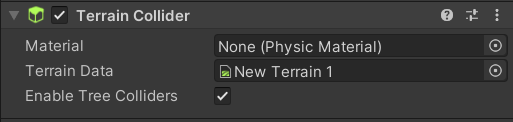 Terrain Collider
Material None (Physic Material)
Terrain Data New Terrain 1
Enable Tree Colliders